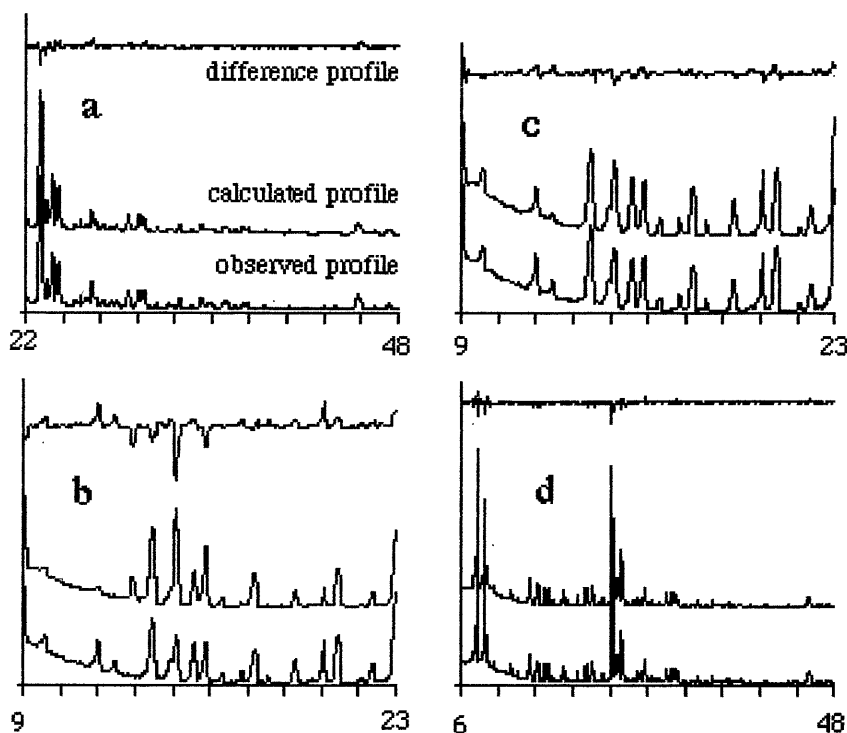 difference profile
a
calculated profile
observed profile
22 48
c
9 23
b
9 23
d
6 48